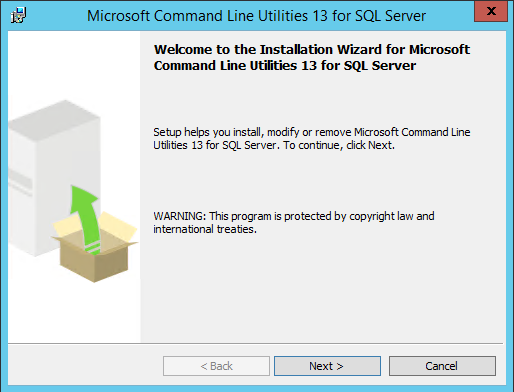 Microsoft Command Line Utilities 13 for SQL Server
x
Welcome to the Installation Wizard for Microsoft
Command Line Utilities 13 for SQL Server
Setup helps you install, modify or remove Microsoft Command Line
Utilities 13 for SQL Server. To continue, click Next.
WARNING: This program is protected by copyright law and
international treaties.
< Back
Next >
Cancel